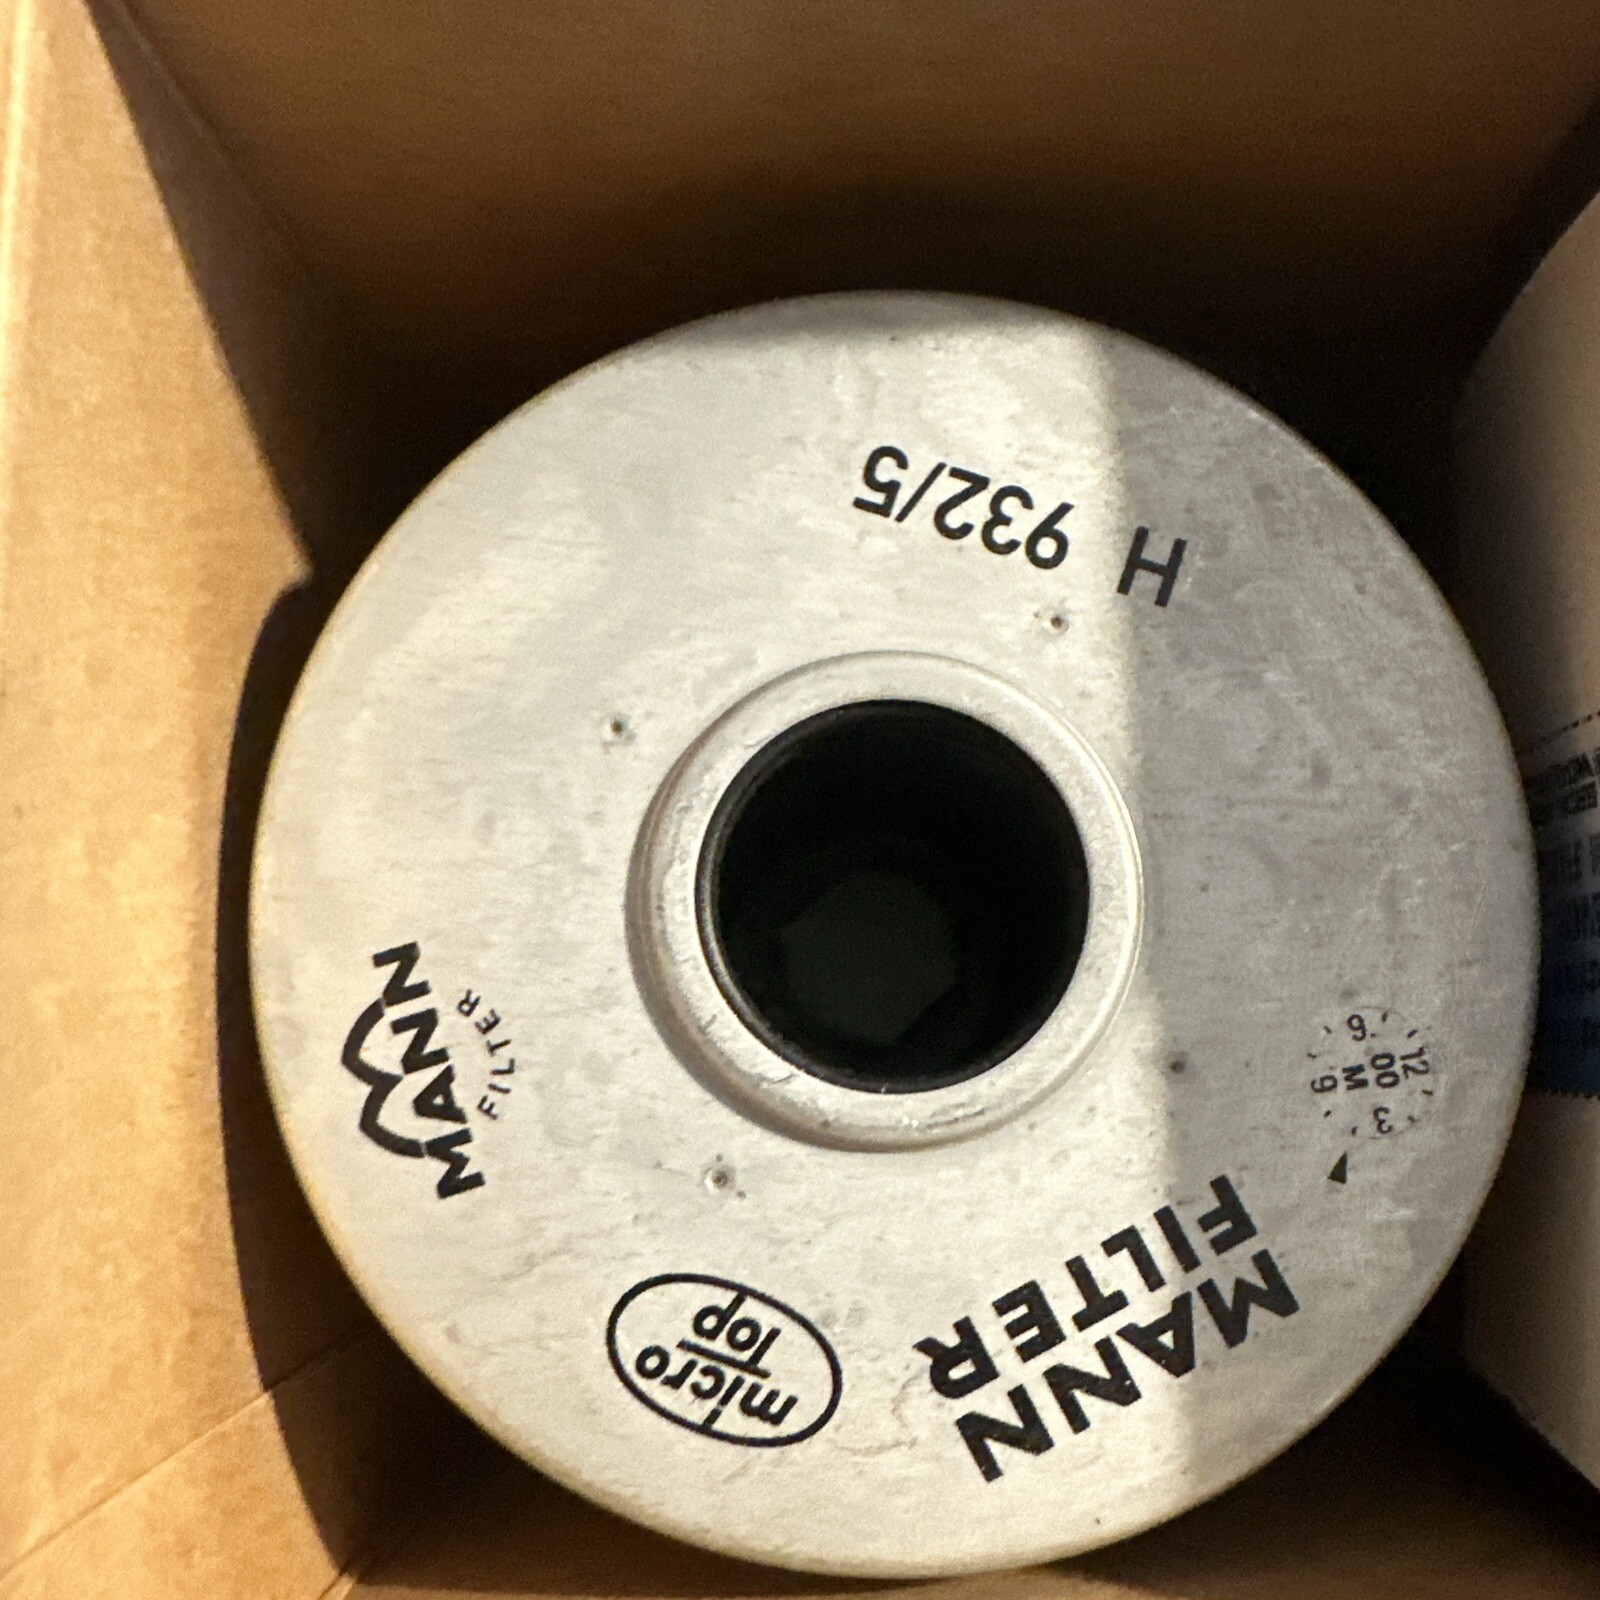 H 932/5
MANN
FILTER
micro
Top
MANN
FILTER
12
9
00
3
M
6